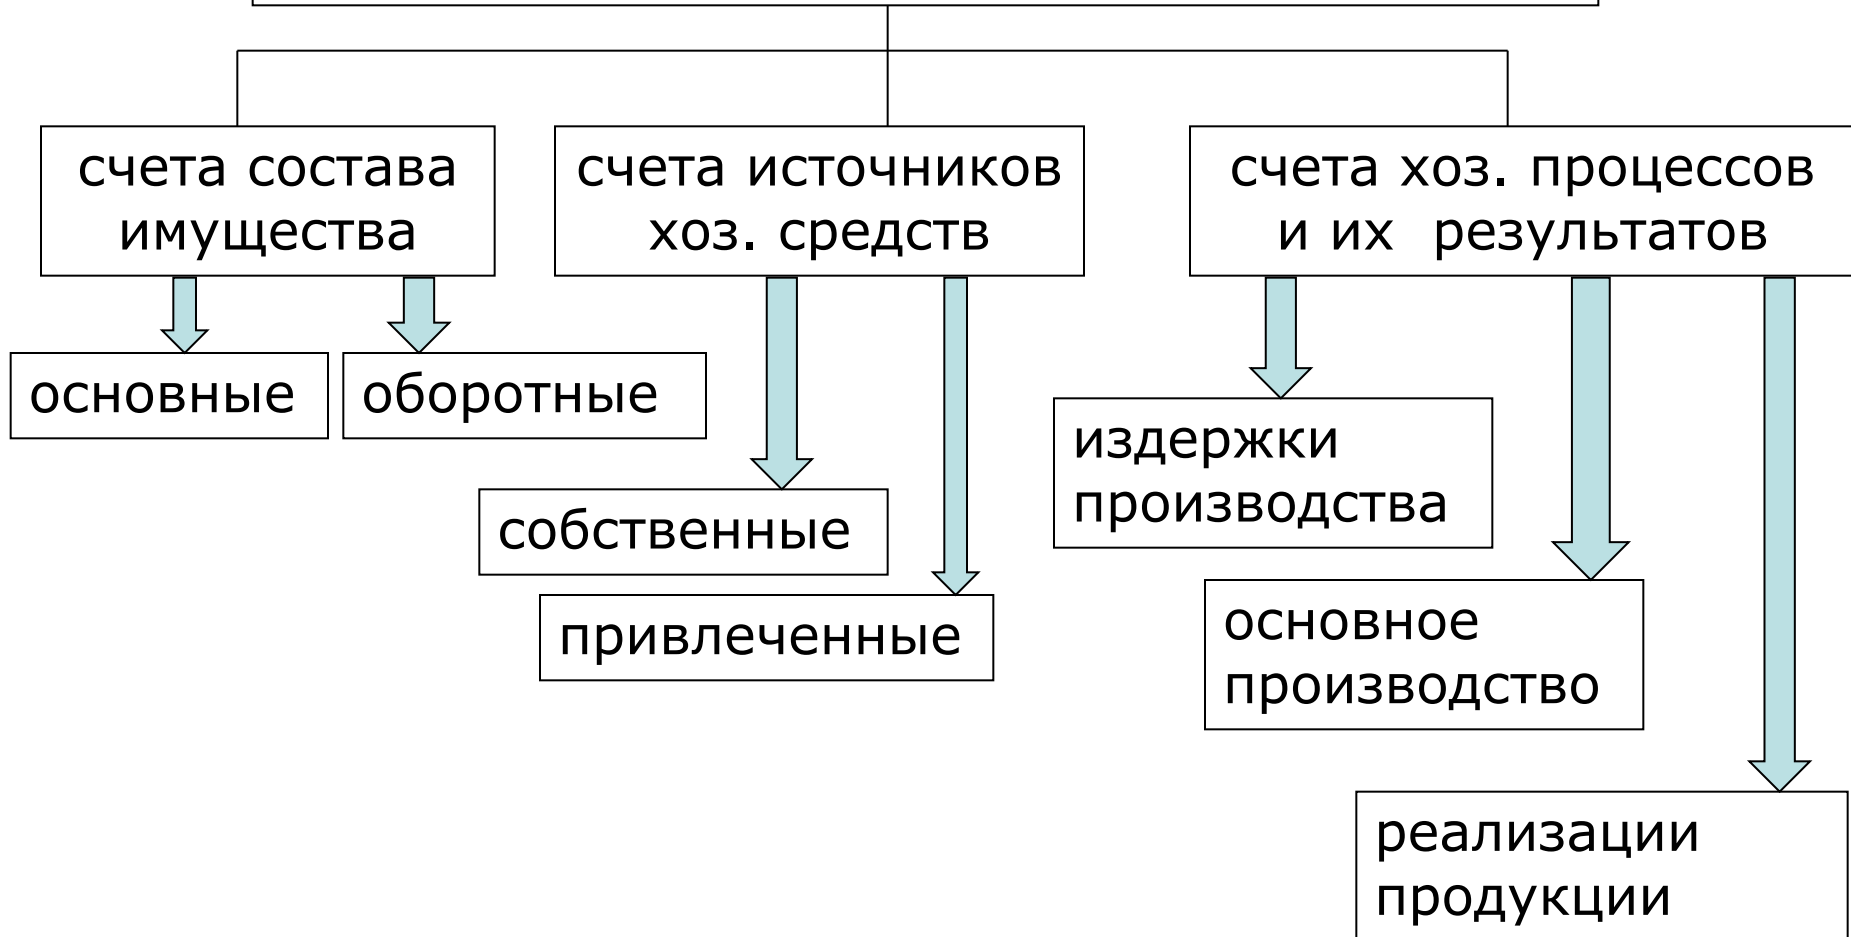 счета состава
имущества
счета источников
хоз. средств
счета хоз. процессов
и их результатов
основные
оборотные
собственные
привлеченные
издержки
производства
основное
производство
реализации
продукции